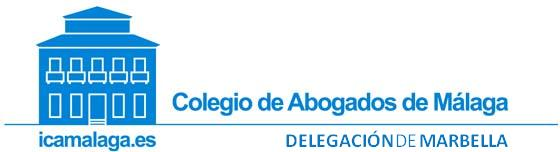 Colegio de Abogados de Málaga
icamalaga.es
DELEGACIÓN DE MARBELLA